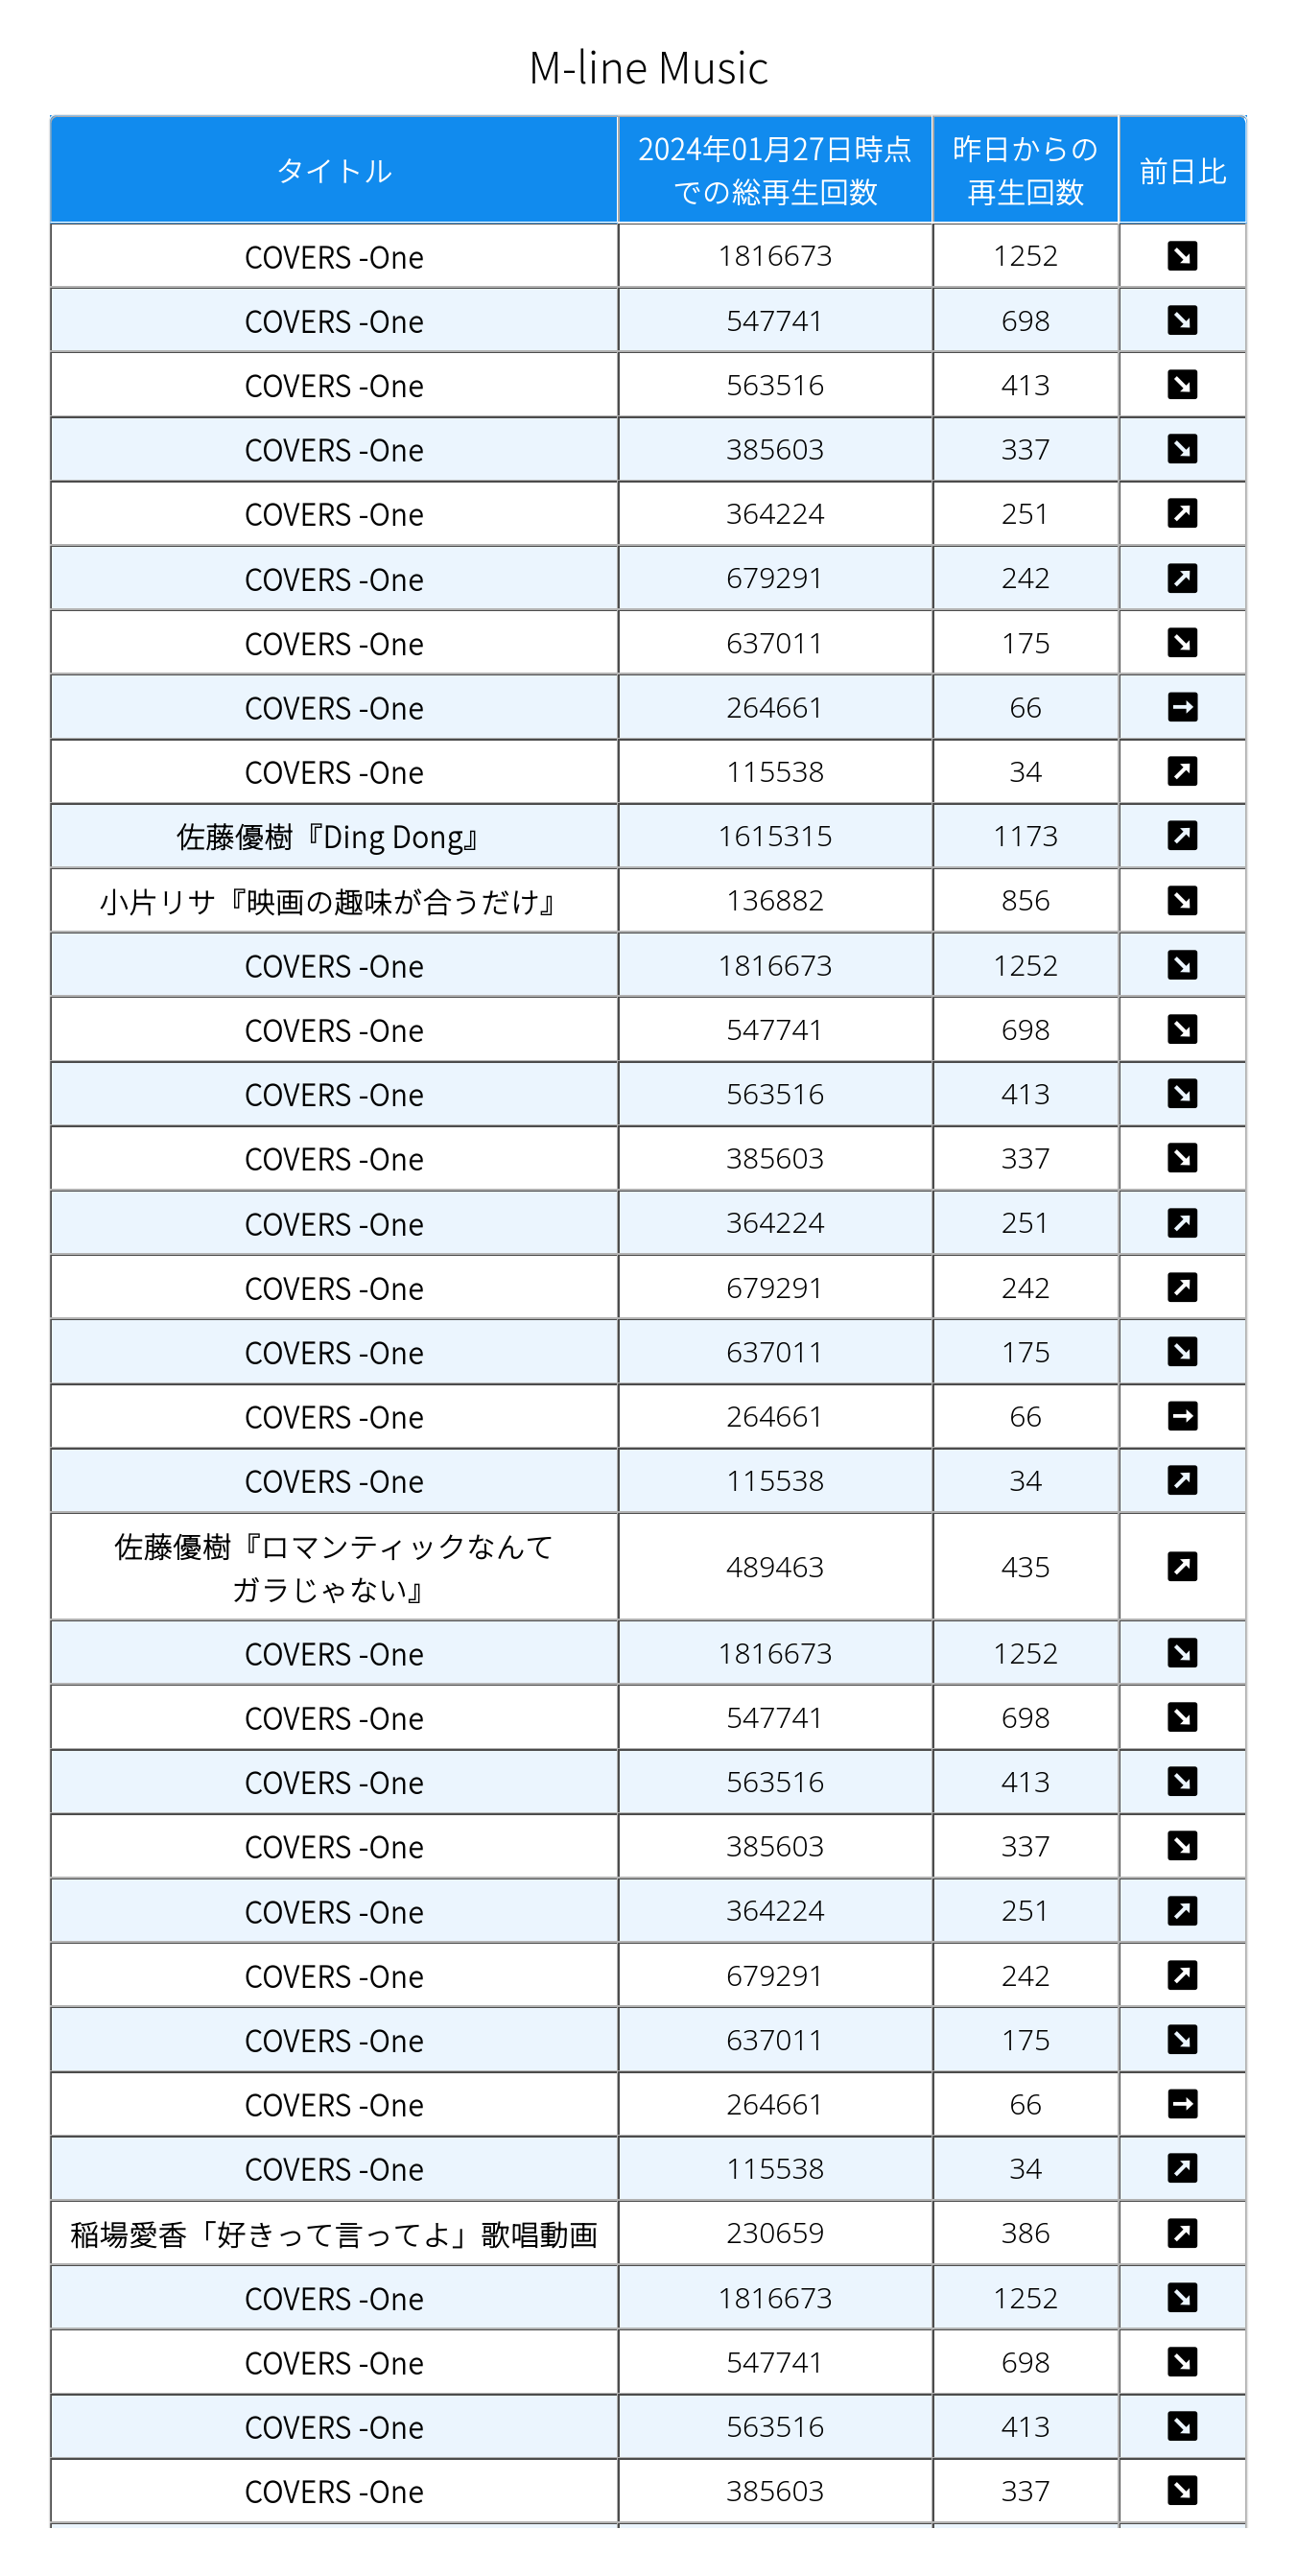 M-line Music
タイトル 2024年01月27日時点での総再生回数 昨日からの再生回数 前日比
COVERS -One 1816673 1252 ↘
COVERS -One 547741 698 ↘
COVERS -One 563516 413 ↘
COVERS -One 385603 337 ↘
COVERS -One 364224 251 ↗
COVERS -One 679291 242 ↗
COVERS -One 637011 175 ↘
COVERS -One 264661 66 →
COVERS -One 115538 34 ↗
佐藤優樹『Ding Dong』 1615315 1173 ↗
小片リサ『映画の趣味が合うだけ』 136882 856 ↘
COVERS -One 1816673 1252 ↘
COVERS -One 547741 698 ↘
COVERS -One 563516 413 ↘
COVERS -One 385603 337 ↘
COVERS -One 364224 251 ↗
COVERS -One 679291 242 ↗
COVERS -One 637011 175 ↘
COVERS -One 264661 66 →
COVERS -One 115538 34 ↗
佐藤優樹『ロマンティックなんてガラじゃない』 489463 435 ↗
COVERS -One 1816673 1252 ↘
COVERS -One 547741 698 ↘
COVERS -One 563516 413 ↘
COVERS -One 385603 337 ↘
COVERS -One 364224 251 ↗
COVERS -One 679291 242 ↗
COVERS -One 637011 175 ↘
COVERS -One 264661 66 →
COVERS -One 115538 34 ↗
稲場愛香「好きって言ってよ」歌唱動画 230659 386 ↗
COVERS -One 1816673 1252 ↘
COVERS -One 547741 698 ↘
COVERS -One 563516 413 ↘
COVERS -One 385603 337 ↘